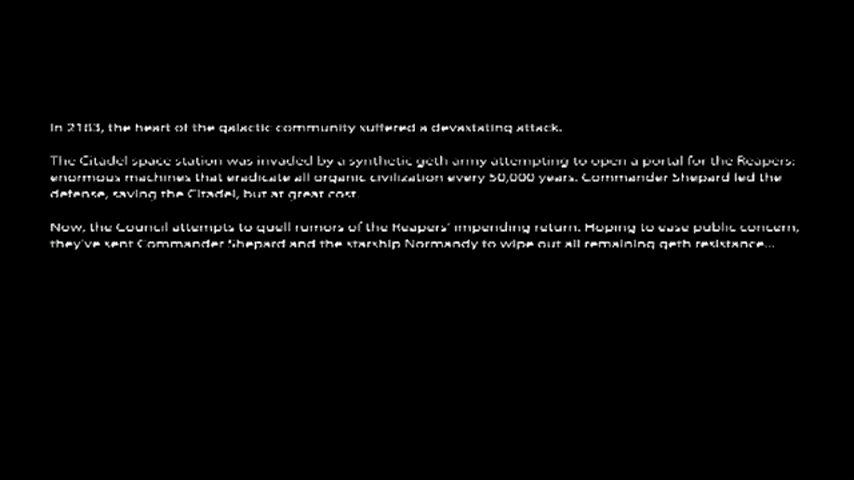 In 2183, the heart of the galactic community suffered a devastating attack.
The Citadel space station was invaded by a synthetic geth army attempting to open a portal for the Reapers;
enormous machines that eradicate all organic civilization every 50,000 years. Commander Shepard led the
defense, saving the Citadel, but at great cost.
Now, the Council attempts to quell rumors of the Reapers' impending return. Hoping to ease public concern,
they've sent Commander Shepard and the starship Normandy to wipe out all remaining geth resistance...